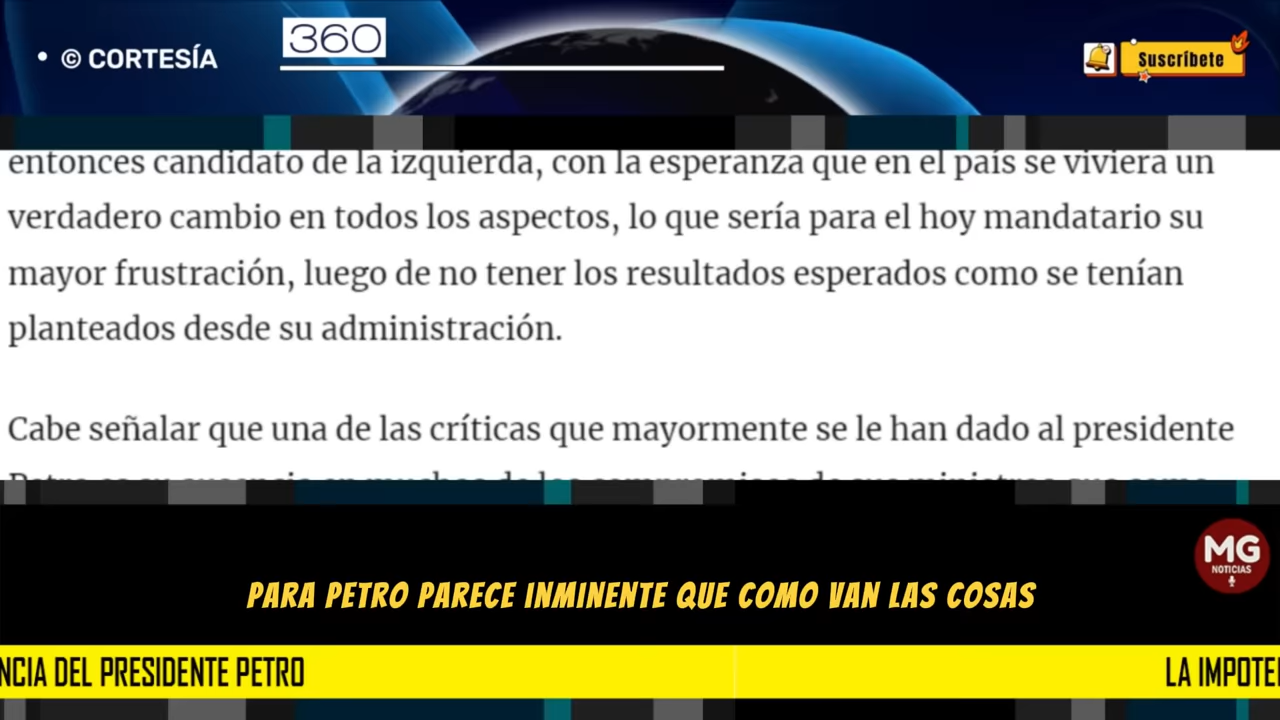 • © CORTESÍA
360
Suscríbete
entonces candidato de la izquierda, con la esperanza que en el país se viviera un
verdadero cambio en todos los aspectos, lo que sería para el hoy mandatario su
mayor frustración, luego de no tener los resultados esperados como se tenían
planteados desde su administración.
Cabe señalar que una de las críticas que mayormente se le han dado al presidente
MG
NOTICIAS
PARA PETRO PARECE INMINENTE QUE COMO VAN LAS COSAS
NCIA DEL PRESIDENTE PETRO
LA IMPOTE